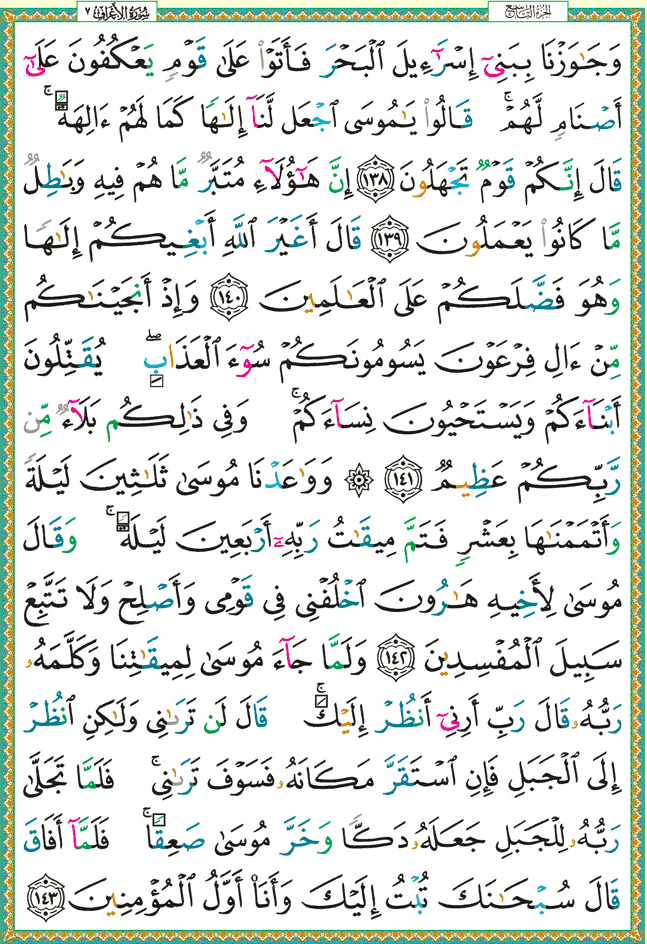 الجزء التاسع سورة الأعراف ٧
وَجَـٰوَزْنَا بِبَنِىٓ إِسْرَٰٓءِيلَ ٱلْبَحْرَ فَأَتَوْا۟ عَلَىٰ قَوْمٍ يَعْكُفُونَ عَلَىٰٓ
أَصْنَامٍ لَّهُمْ ۚ قَالُوا۟ يَـٰمُوسَى ٱجْعَل لَّنَآ إِلَـٰهًا كَمَا لَهُمْ ءَالِهَةٌ ۚ
قَالَ إِنَّكُمْ قَوْمٌ تَجْهَلُونَ ١٣٨ إِنَّ هَـٰٓؤُلَآءِ مُتَبَّرٌ مَّا هُمْ فِيهِ وَبَـٰطِلٌ
مَّا كَانُوا۟ يَعْمَلُونَ ١٣٩ قَالَ أَغَيْرَ ٱللَّهِ أَبْغِيكُمْ إِلَـٰهًا
وَهُوَ فَضَّلَكُمْ عَلَى ٱلْعَـٰلَمِينَ ١٤٠ وَإِذْ أَنجَيْنَـٰكُم
مِّنْ ءَالِ فِرْعَوْنَ يَسُومُونَكُمْ سُوٓءَ ٱلْعَذَابِ ۖ يُقَتِّلُونَ
أَبْنَآءَكُمْ وَيَسْتَحْيُونَ نِسَآءَكُمْ ۚ وَفِى ذَٰلِكُم بَلَآءٌ مِّن
رَّبِّكُمْ عَظِيمٌ ١٤١ ۞ وَوَٰعَدْنَا مُوسَىٰ ثَلَـٰثِينَ لَيْلَةً
وَأَتْمَمْنَـٰهَا بِعَشْرٍ فَتَمَّ مِيقَـٰتُ رَبِّهِۦٓ أَرْبَعِينَ لَيْلَةً ۚ وَقَالَ
مُوسَىٰ لِأَخِيهِ هَـٰرُونَ ٱخْلُفْنِى فِى قَوْمِى وَأَصْلِحْ وَلَا تَتَّبِعْ
سَبِيلَ ٱلْمُفْسِدِينَ ١٤٢ وَلَمَّا جَآءَ مُوسَىٰ لِمِيقَـٰتِنَا وَكَلَّمَهُۥ
رَبُّهُۥ قَالَ رَبِّ أَرِنِىٓ أَنظُرْ إِلَيْكَ ۚ قَالَ لَن تَرَىٰنِى وَلَـٰكِنِ ٱنظُرْ
إِلَى ٱلْجَبَلِ فَإِنِ ٱسْتَقَرَّ مَكَانَهُۥ فَسَوْفَ تَرَىٰنِى ۚ فَلَمَّا تَجَلَّىٰ
رَبُّهُۥ لِلْجَبَلِ جَعَلَهُۥ دَكًّا وَخَرَّ مُوسَىٰ صَعِقًا ۚ فَلَمَّآ أَفَاقَ
قَالَ سُبْحَـٰنَكَ تُبْتُ إِلَيْكَ وَأَنَا۠ أَوَّلُ ٱلْمُؤْمِنِينَ ١٤٣